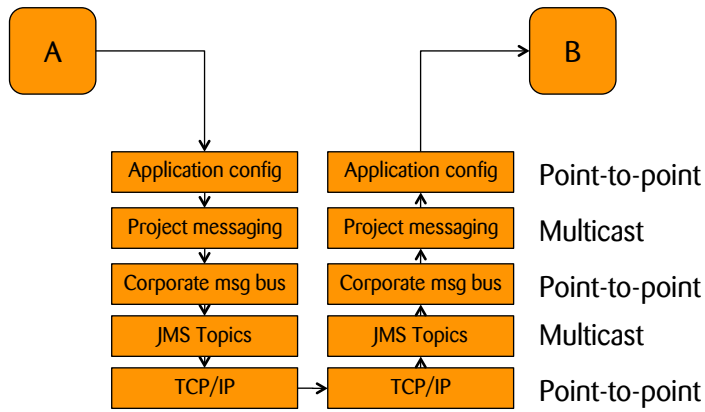 A
B
Application config
Application config
Point-to-point
Project messaging
Project messaging
Multicast
Corporate msg bus
Corporate msg bus
Point-to-point
JMS Topics
JMS Topics
Multicast
TCP/IP
TCP/IP
Point-to-point